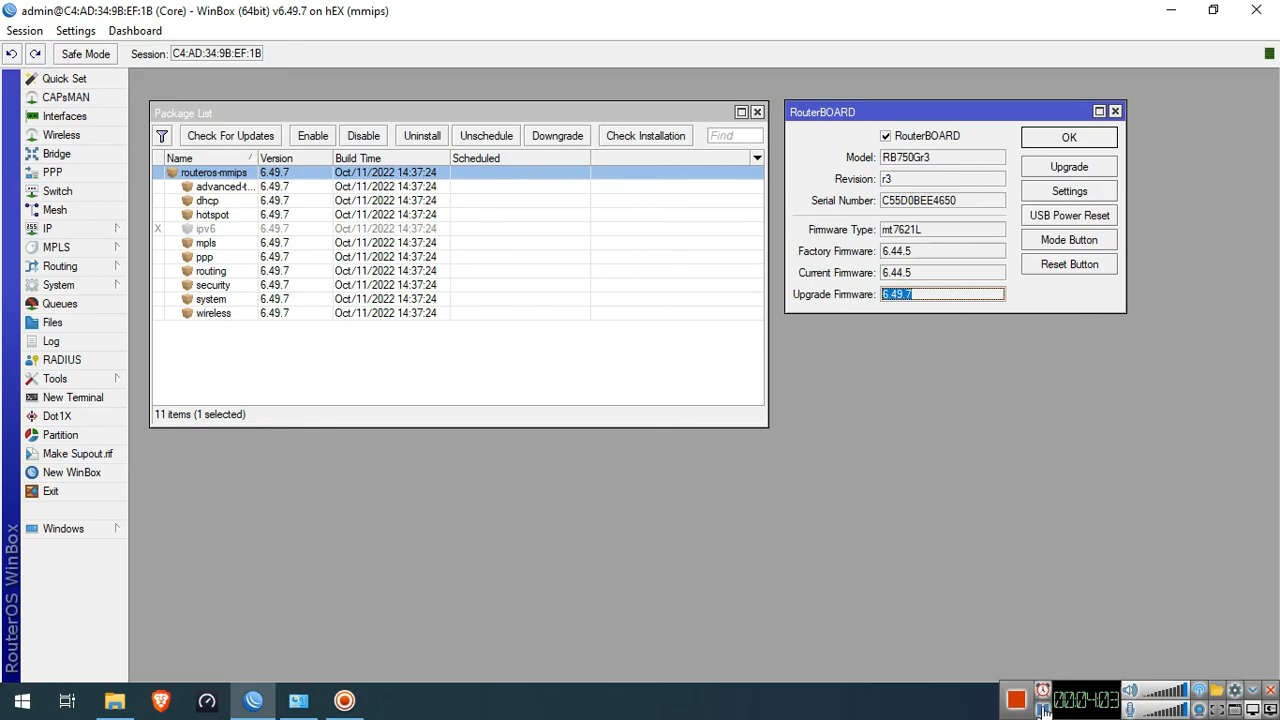 admin@C4:AD:34:9B:EF:1B (Core) - WinBox (64bit) v6.49.7 on hEX (mmips)
Session Settings Dashboard
Safe Mode Session: C4:AD:34:9B:EF:1B
Quick Set
CAPsMAN
Interfaces
Wireless
Bridge
PPP
Switch
Mesh
IP
MPLS
Routing
System
Queues
Files
Log
RADIUS
Tools
New Terminal
Dot1X
Partition
Make Supout.rif
New WinBox
Exit
Windows
RouterOS WinBox
Package List
Check For Updates Enable Disable Uninstall Unschedule Downgrade Check Installation Find
Name Version Build Time Scheduled
routeros-mmips 6.49.7 Oct/11/2022 14:37:24
advanced-t... 6.49.7 Oct/11/2022 14:37:24
dhcp 6.49.7 Oct/11/2022 14:37:24
hotspot 6.49.7 Oct/11/2022 14:37:24
X ipv6 6.49.7 Oct/11/2022 14:37:24
mpls 6.49.7 Oct/11/2022 14:37:24
ppp 6.49.7 Oct/11/2022 14:37:24
routing 6.49.7 Oct/11/2022 14:37:24
security 6.49.7 Oct/11/2022 14:37:24
system 6.49.7 Oct/11/2022 14:37:24
wireless 6.49.7 Oct/11/2022 14:37:24
11 items (1 selected)
RouterBOARD
RouterBOARD OK
Model: RB750Gr3
Upgrade
Revision: r3
Settings
Serial Number: C55D0BEE4650
USB Power Reset
Firmware Type: mt7621L
Mode Button
Factory Firmware: 6.44.5
Reset Button
Current Firmware: 6.44.5
Upgrade Firmware: 6.49.7
00:04:03